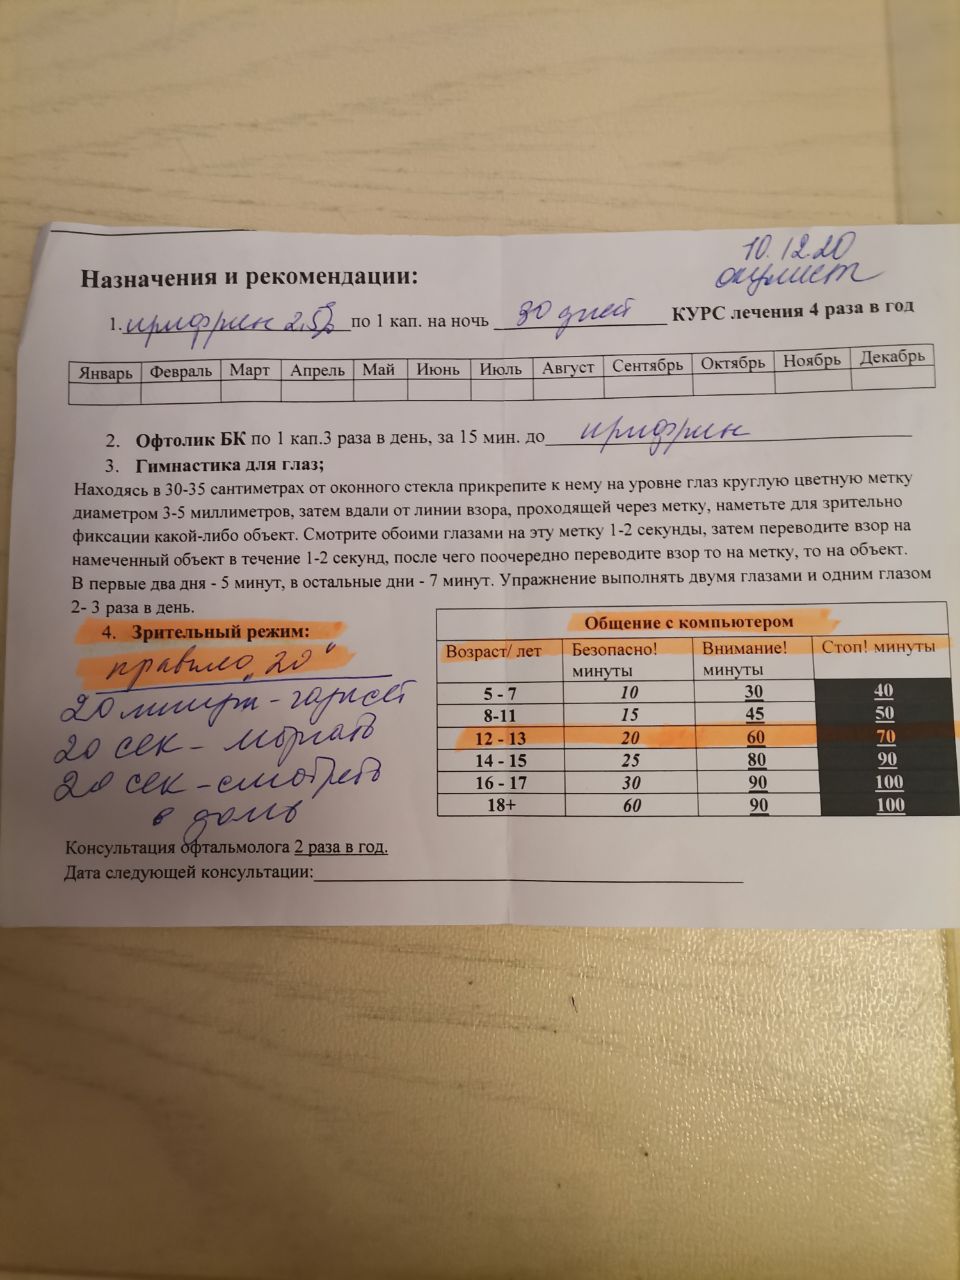 10.12.20
окулист
Назначения и рекомендации:
1. ирифрин 2,5% по 1 кап. на ночь 30 дней КУРС лечения 4 раза в год
Январь Февраль Март Апрель Май Июнь Июль Август Сентябрь Октябрь Ноябрь Декабрь
2. Офтолик БК по 1 кап.3 раза в день, за 15 мин. до ирифрин
3. Гимнастика для глаз;
Находясь в 30-35 сантиметрах от оконного стекла прикрепите к нему на уровне глаз круглую цветную метку
диаметром 3-5 миллиметров, затем вдали от линии взора, проходящей через метку, наметьте для зрительно
фиксации какой-либо объект. Смотрите обоими глазами на эту метку 1-2 секунды, затем переводите взор на
намеченный объект в течение 1-2 секунд, после чего поочередно переводите взор то на метку, то на объект.
В первые два дня - 5 минут, в остальные дни - 7 минут. Упражнение выполнять двумя глазами и одним глазом
2- 3 раза в день.
4. Зрительный режим:
правило „20"
20 минут - гаджет
20 сек - моргать
20 сек - смотреть
в даль
Общение с компьютером
Возраст/ лет Безопасно! минуты Внимание! минуты Стоп! минуты
5 - 7 10 30 40
8-11 15 45 50
12 - 13 20 60 70
14 - 15 25 80 90
16 - 17 30 90 100
18+ 60 90 100
Консультация офтальмолога 2 раза в год.
Дата следующей консультации: